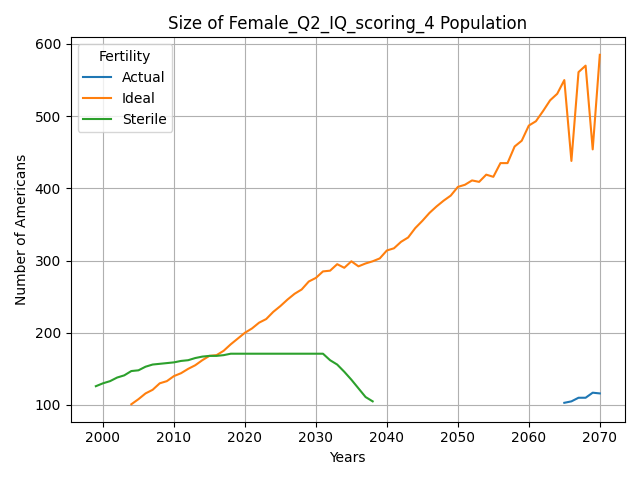 Size of Female_Q2_IQ_scoring_4 Population
Fertility
Actual
Ideal
Sterile
Number of Americans
600
500
400
300
200
100
2000
2010
2020
2030
2040
2050
2060
2070
Years